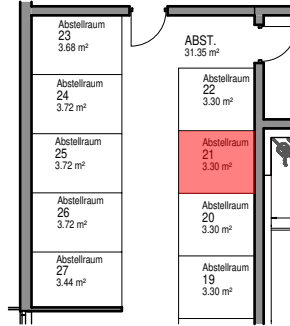 Abstellraum
23
3.68 m²
Abstellraum
24
3.72 m²
Abstellraum
25
3.72 m²
Abstellraum
26
3.72 m²
Abstellraum
27
3.44 m²
ABST.
31.35 m²
Abstellraum
22
3.30 m²
Abstellraum
21
3.30 m²
Abstellraum
20
3.30 m²
Abstellraum
19
3.30 m²